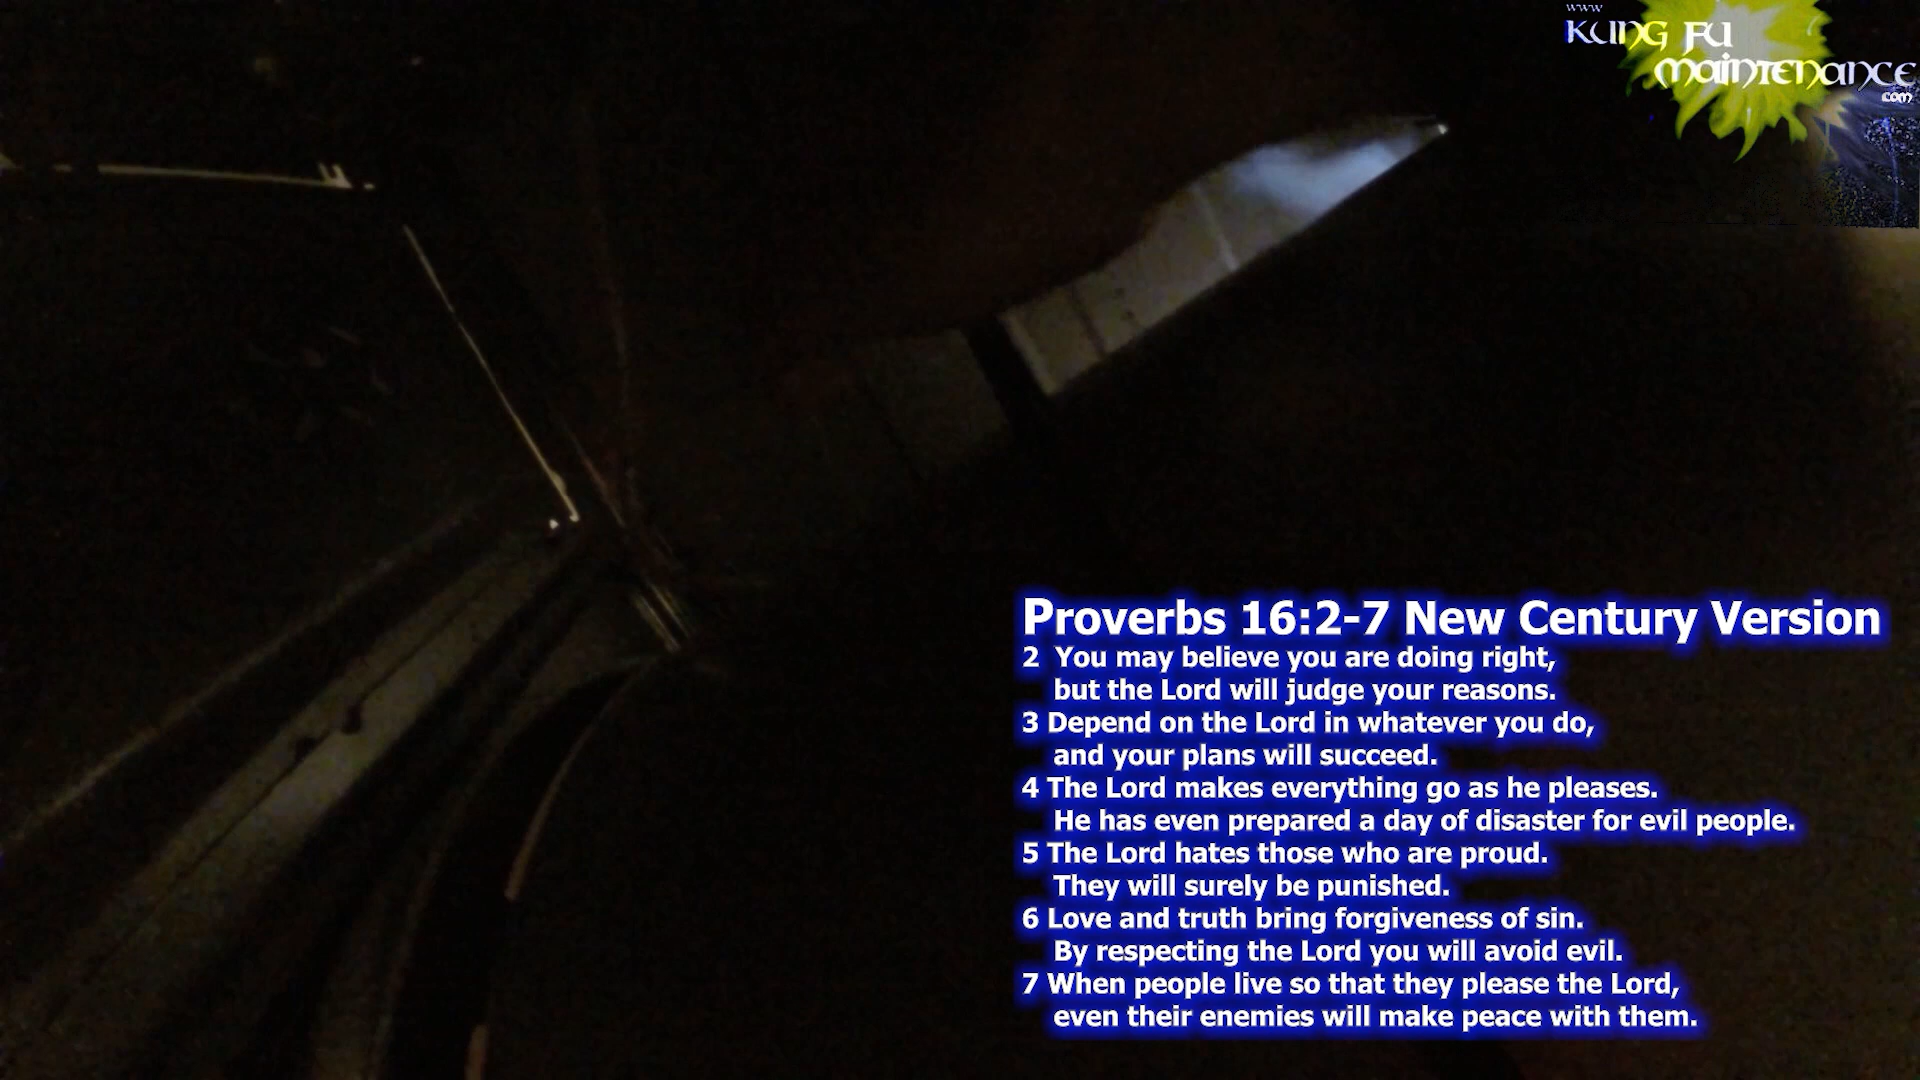 www
Kung Fu
Maintenance
.com
Proverbs 16:2-7 New Century Version
2 You may believe you are doing right,
but the Lord will judge your reasons.
3 Depend on the Lord in whatever you do,
and your plans will succeed.
4 The Lord makes everything go as he pleases.
He has even prepared a day of disaster for evil people.
5 The Lord hates those who are proud.
They will surely be punished.
6 Love and truth bring forgiveness of sin.
By respecting the Lord you will avoid evil.
7 When people live so that they please the Lord,
even their enemies will make peace with them.